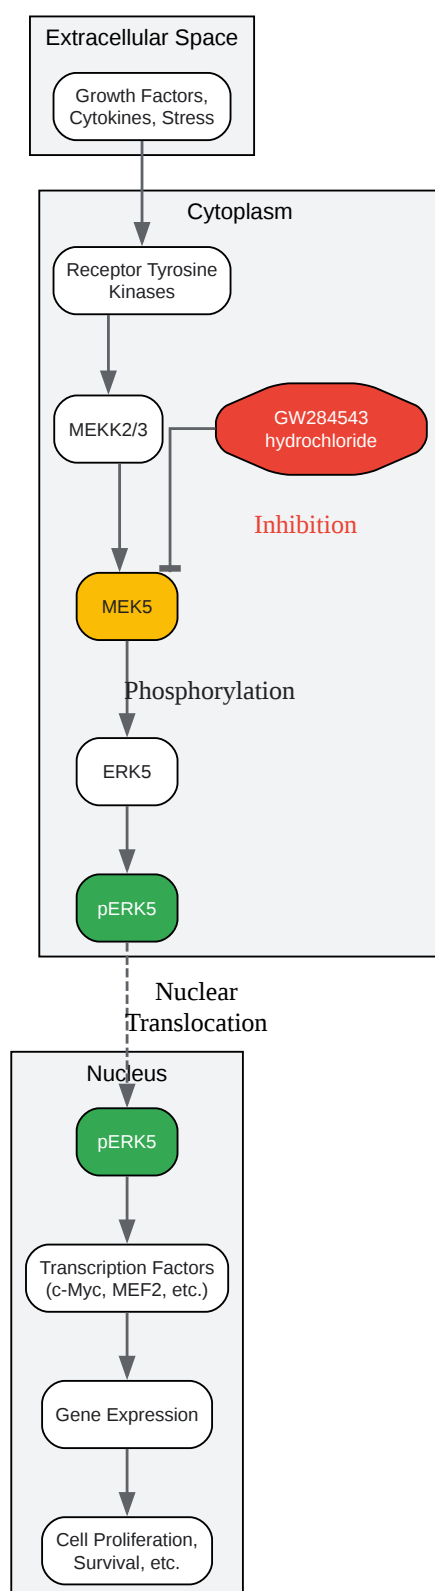 Extracellular Space
Growth Factors,
Cytokines, Stress
Cytoplasm
Receptor Tyrosine
Kinases
MEKK2/3
GW284543
hydrochloride
Inhibition
MEK5
Phosphorylation
ERK5
pERK5
Nuclear
Translocation
Nucleus
pERK5
Transcription Factors
(c-Myc, MEF2, etc.)
Gene Expression
Cell Proliferation,
Survival, etc.